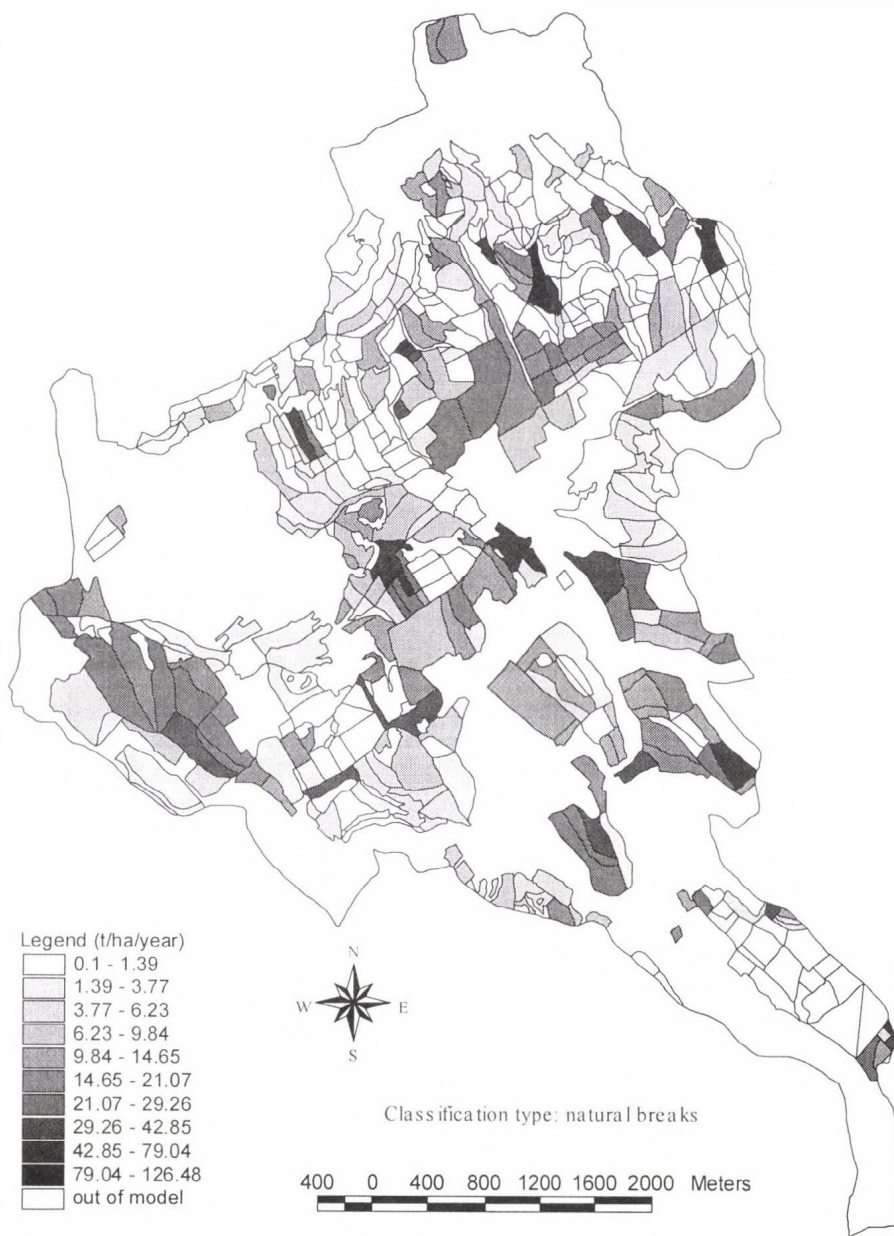 Legend (t/ha/year)
0.1 - 1.39
1.39 - 3.77
3.77 - 6.23
6.23 - 9.84
9.84 - 14.65
14.65 - 21.07
21.07 - 29.26
29.26 - 42.85
42.85 - 79.04
79.04 - 126.48
out of model
N
W E
S
Classification type: natural breaks
400 0 400 800 1200 1600 2000 Meters